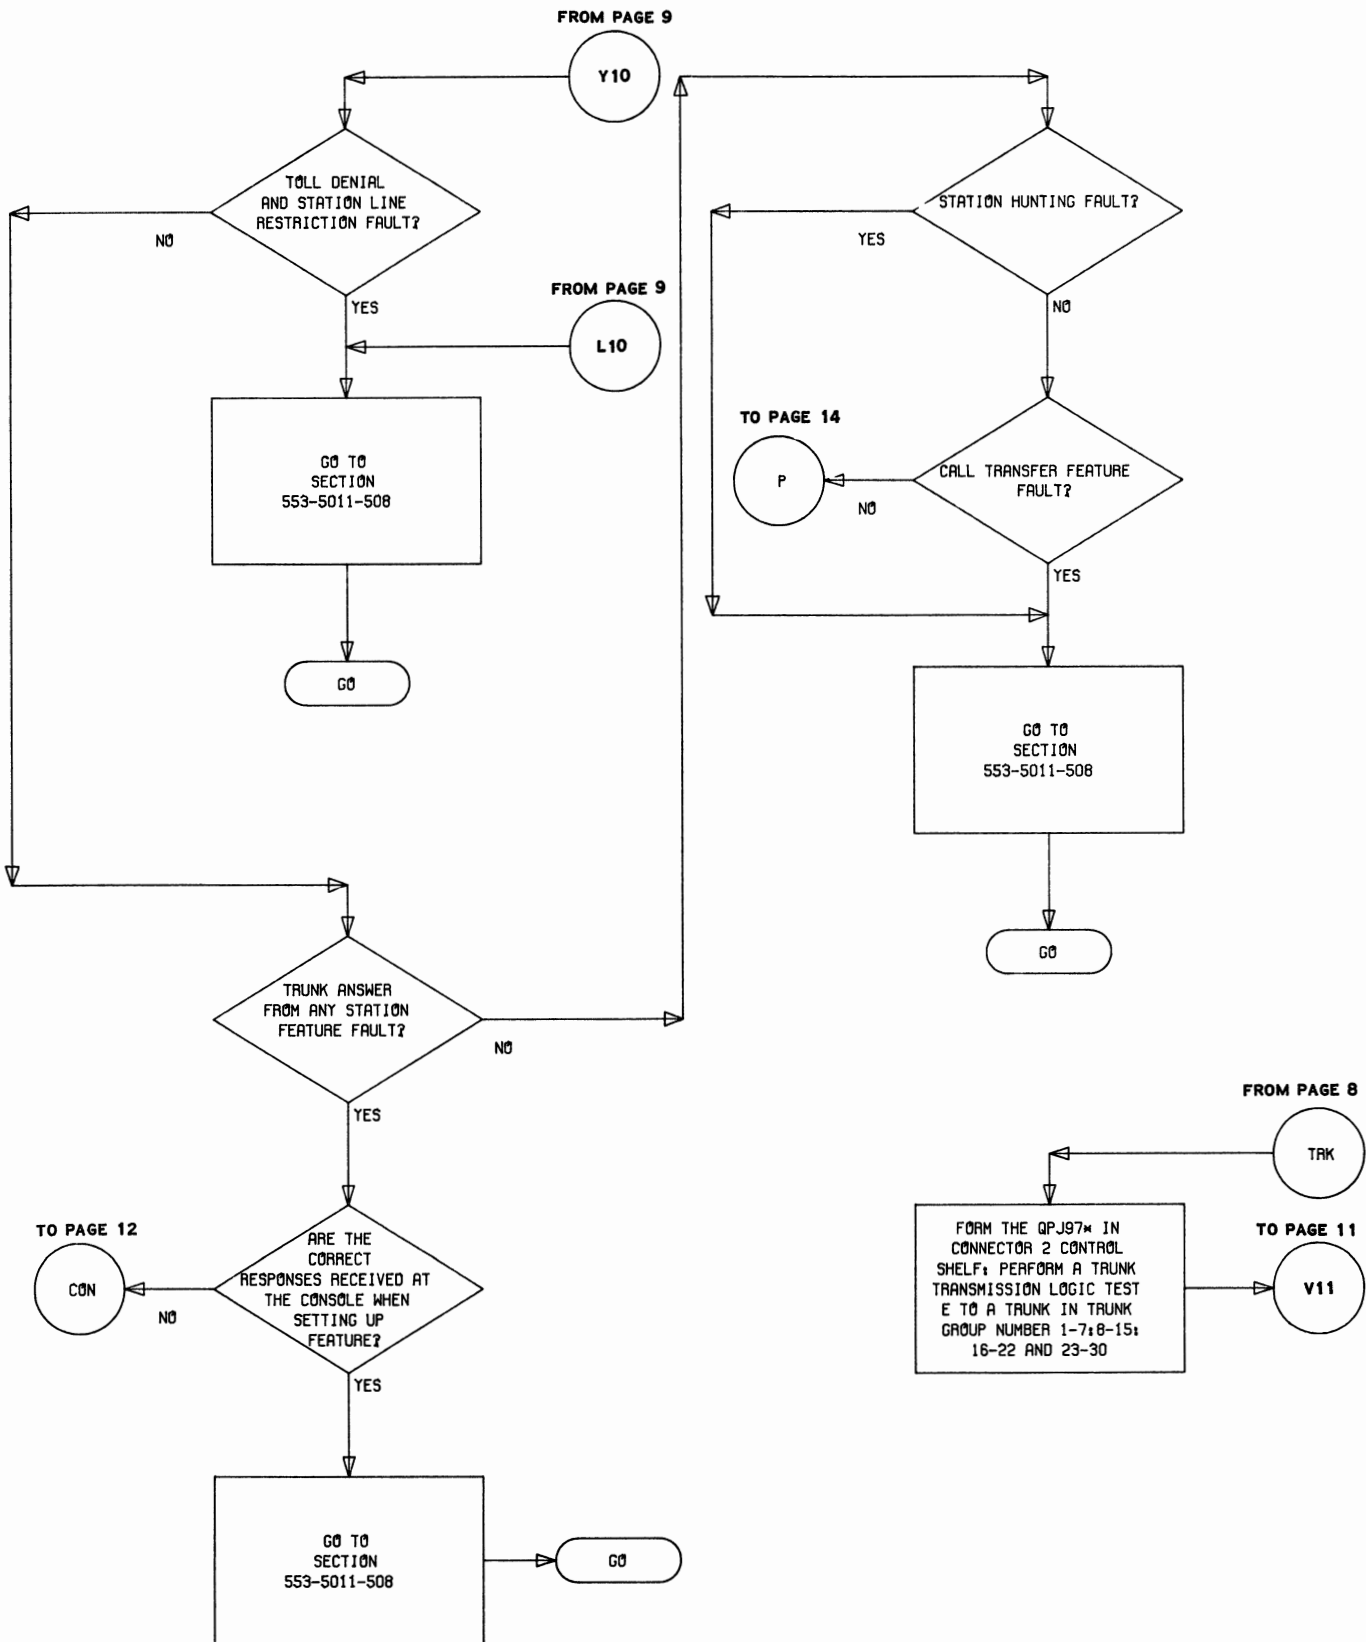 FROM PAGE 9
Y10
TOLL DENIAL
AND STATION LINE
RESTRICTION FAULT?
NO
YES
FROM PAGE 9
L10
GO TO
SECTION
553-5011-508
GO
TRUNK ANSWER
FROM ANY STATION
FEATURE FAULT?
NO
YES
ARE THE
CORRECT
RESPONSES RECEIVED AT
THE CONSOLE WHEN
SETTING UP
FEATURE?
TO PAGE 12
CON
NO
YES
GO TO
SECTION
553-5011-508
GO
STATION HUNTING FAULT?
YES
NO
TO PAGE 14
P
NO
CALL TRANSFER FEATURE
FAULT?
YES
GO TO
SECTION
553-5011-508
GO
FROM PAGE 8
TRK
FORM THE QPJ97* IN
CONNECTOR 2 CONTROL
SHELF: PERFORM A TRUNK
TRANSMISSION LOGIC TEST
E TO A TRUNK IN TRUNK
GROUP NUMBER 1-7:8-15:
16-22 AND 23-30
TO PAGE 11
V11